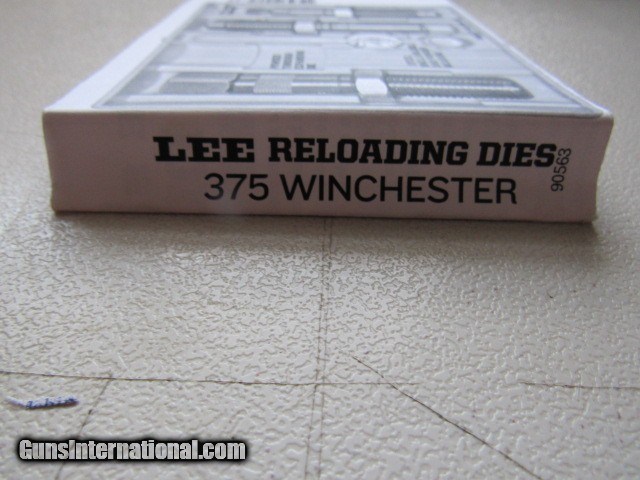 LEE RELOADING DIES
375 WINCHESTER
90563
GunsInternational.com